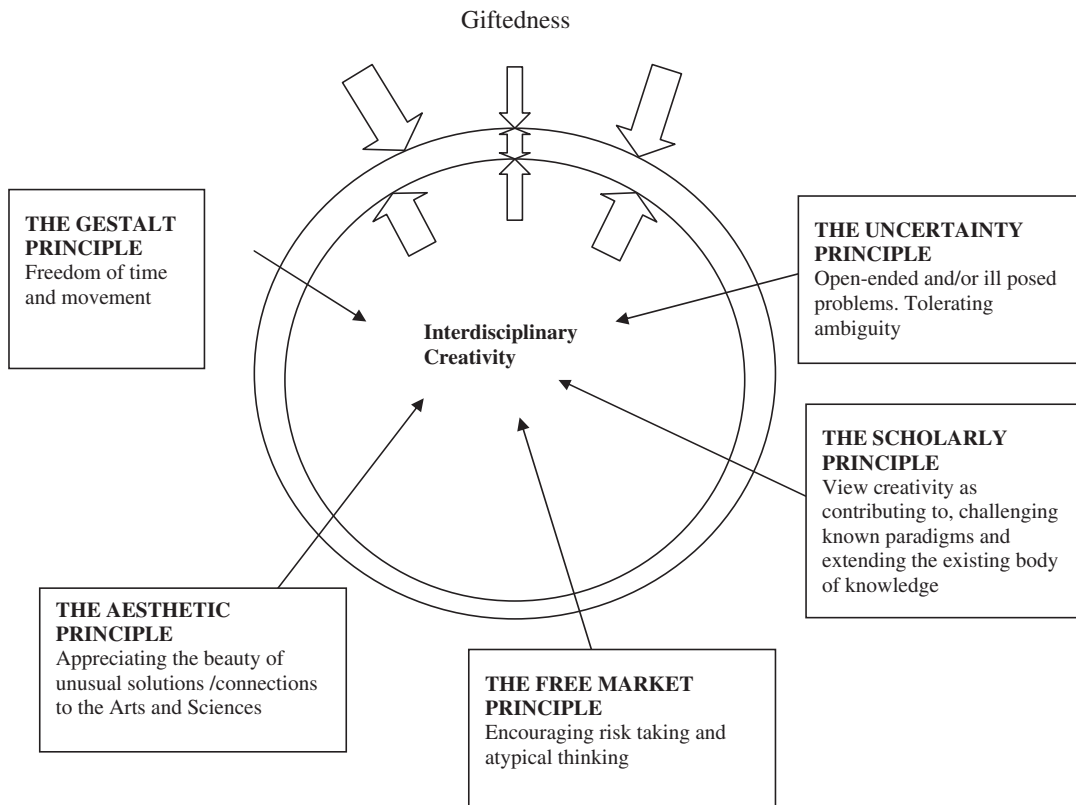 Giftedness
THE GESTALT
PRINCIPLE
Freedom of time
and movement
THE UNCERTAINTY
PRINCIPLE
Open-ended and/or ill posed
problems. Tolerating
ambiguity
Interdisciplinary
Creativity
THE SCHOLARLY
PRINCIPLE
View creativity as
contributing to, challenging
known paradigms and
extending the existing body
of knowledge
THE AESTHETIC
PRINCIPLE
Appreciating the beauty of
unusual solutions /connections
to the Arts and Sciences
THE FREE MARKET
PRINCIPLE
Encouraging risk taking and
atypical thinking